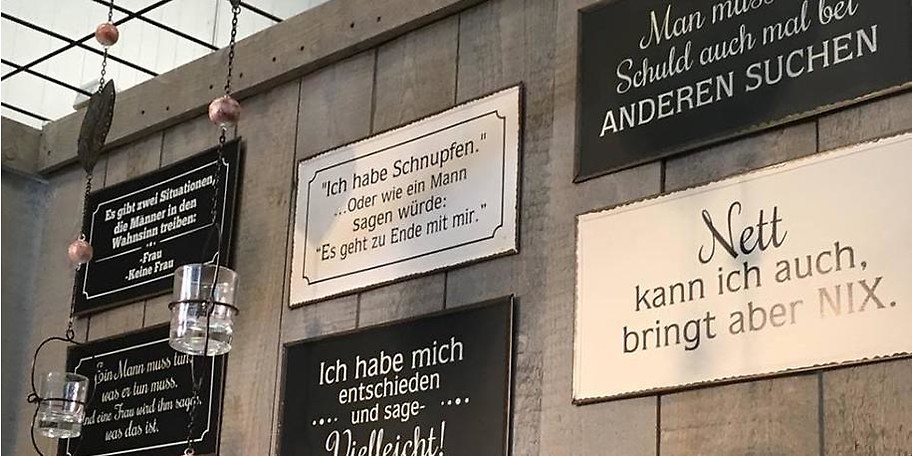 Es gibt zwei Situationen,
die Männer in den
Wahnsinn treiben:
-Frau
-Keine Frau
Ein Mann muss tun,
was er tun muss.
Und eine Frau wird ihm sagen,
was das ist.
"Ich habe Schnupfen."
...Oder wie ein Mann
sagen würde:
"Es geht zu Ende mit mir."
Ich habe mich
entschieden
.... und sage- ....
Vielleicht!
Man muss
Schuld auch mal bei
ANDEREN SUCHEN
Nett
kann ich auch,
bringt aber NIX.